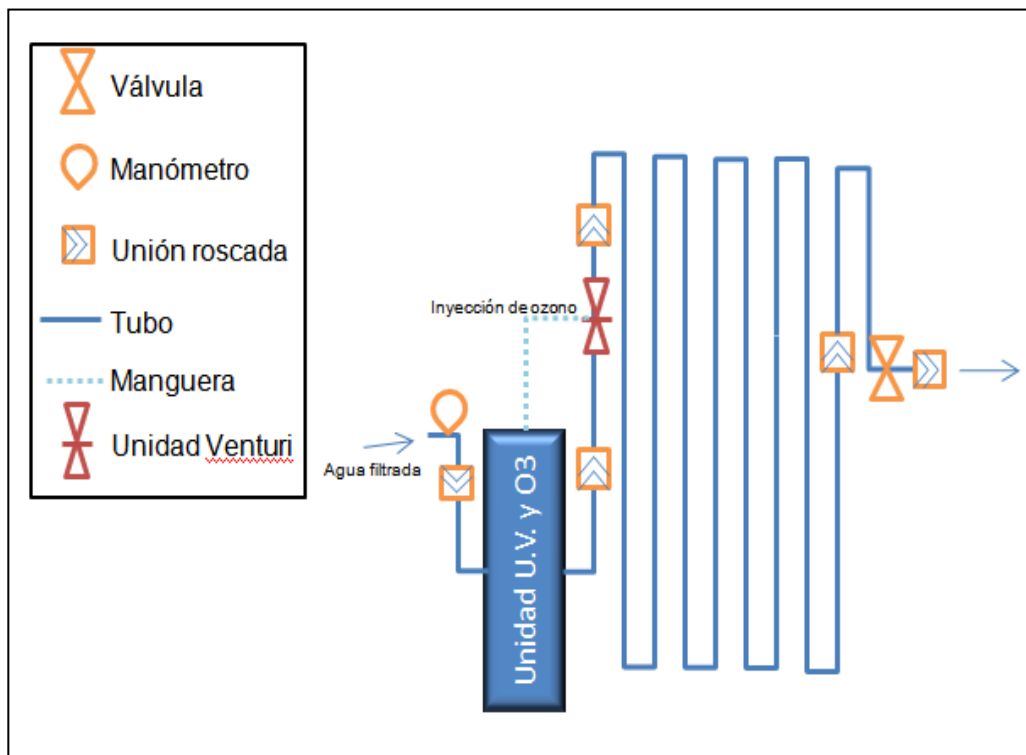 Válvula
Manómetro
Unión roscada
Tubo
Manguera
Unidad Venturi
Inyección de ozono
Agua filtrada
Unidad U.V. y O3